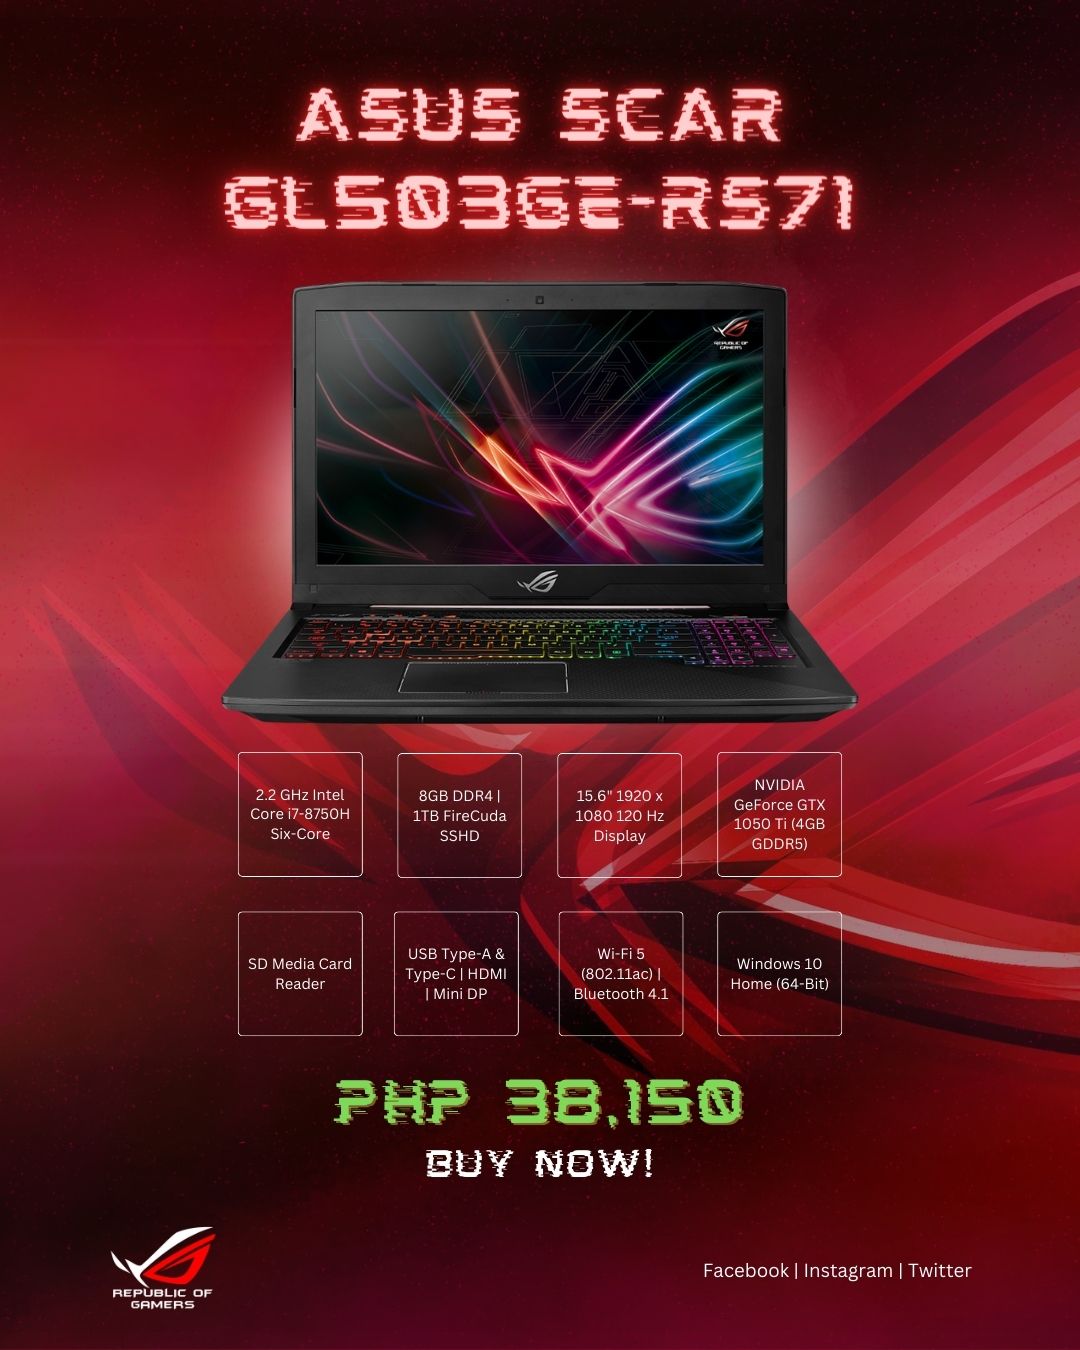 ASUS SCAR
GL503GE-RS71
REPUBLIC OF
GAMERS
2.2 GHz Intel
Core i7-8750H
Six-Core
8GB DDR4 |
1TB FireCuda
SSHD
15.6" 1920 x
1080 120 Hz
Display
NVIDIA
GeForce GTX
1050 Ti (4GB
GDDR5)
SD Media Card
Reader
USB Type-A &
Type-C | HDMI
| Mini DP
Wi-Fi 5
(802.11ac) |
Bluetooth 4.1
Windows 10
Home (64-Bit)
PHP 38,150
BUY NOW!
REPUBLIC OF
GAMERS
Facebook | Instagram | Twitter